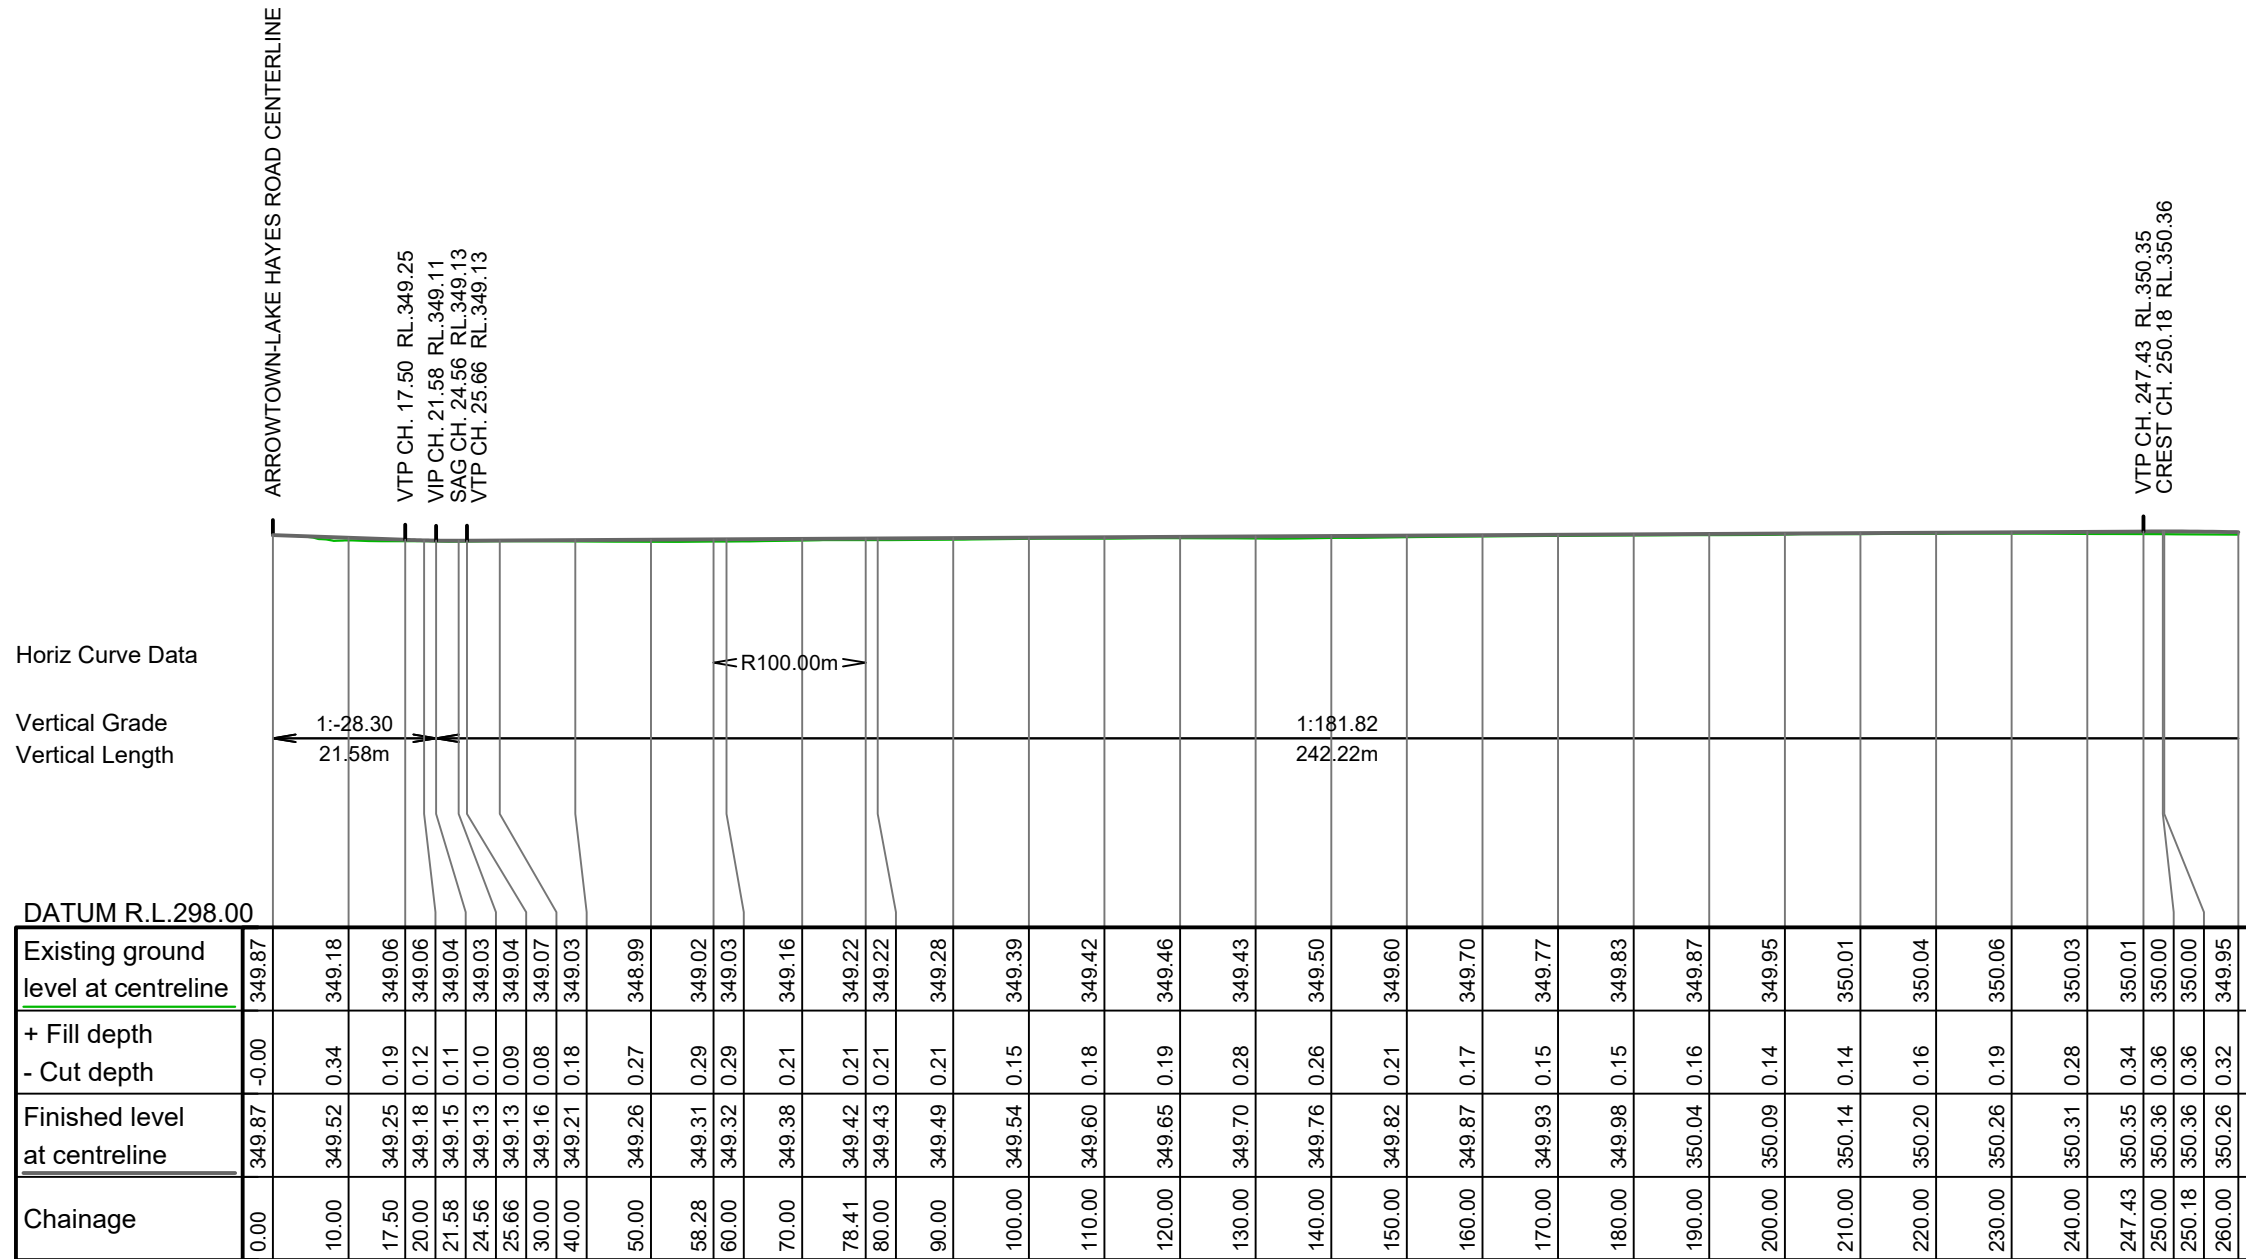 ARROWTOWN-LAKE HAYES ROAD CENTERLINE
VTP CH. 17.50 RL.349.25
VIP CH. 21.58 RL.349.11
SAG CH. 24.56 RL.349.13
VTP CH. 25.66 RL.349.13
VTP CH. 247.43 RL.350.35
CREST CH. 250.18 RL.350.36
Horiz Curve Data
R100.00m
Vertical Grade
1:-28.30
1:181.82
Vertical Length
21.58m
242.22m
DATUM R.L.298.00
Existing ground
level at centreline
349.87 349.18 349.06 349.06 349.04 349.03 349.04 349.07 349.03 348.99 349.02 349.03 349.16 349.22 349.22 349.28 349.39 349.42 349.46 349.43 349.50 349.60 349.70 349.77 349.83 349.87 349.95 350.01 350.04 350.06 350.03 350.01 350.00 350.00 349.95
+ Fill depth
- Cut depth
-0.00 0.34 0.19 0.12 0.11 0.10 0.09 0.08 0.18 0.27 0.29 0.29 0.21 0.21 0.21 0.21 0.15 0.18 0.19 0.28 0.26 0.21 0.17 0.15 0.15 0.16 0.14 0.14 0.16 0.19 0.28 0.34 0.36 0.36 0.32
Finished level
at centreline
349.87 349.52 349.25 349.18 349.15 349.13 349.13 349.16 349.21 349.26 349.31 349.32 349.38 349.42 349.43 349.49 349.54 349.60 349.65 349.70 349.76 349.82 349.87 349.93 349.98 350.04 350.09 350.14 350.20 350.26 350.31 350.35 350.36 350.36 350.26
Chainage
0.00 10.00 17.50 20.00 21.58 24.56 25.66 30.00 40.00 50.00 58.28 60.00 70.00 78.41 80.00 90.00 100.00 110.00 120.00 130.00 140.00 150.00 160.00 170.00 180.00 190.00 200.00 210.00 220.00 230.00 240.00 247.43 250.00 250.18 260.00